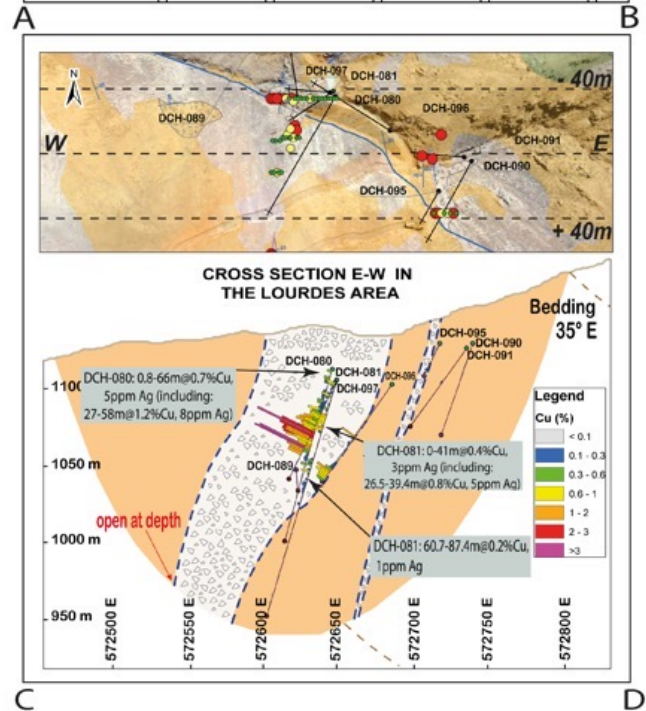 A
B
N
DCH-097
DCH-081
- 40m
DCH-080
DCH-089
DCH-096
W
DCH-091
E
DCH-090
DCH-095
+ 40m
CROSS SECTION E-W IN
THE LOURDES AREA
Bedding
35° E
DCH-095
DCH-090
DCH-091
DCH-080
DCH-081
DCH-097
DCH-096
DCH-080: 0.8-66m@0.7%Cu,
5ppm Ag (including:
27-58m@1.2%Cu, 8ppm Ag)
1100
Legend
Cu (%)
< 0.1
0.1 - 0.3
0.3 - 0.6
0.6 - 1
1 - 2
2 - 3
>3
DCH-081: 0-41m@0.4%Cu,
3ppm Ag (including:
26.5-39.4m@0.8%Cu, 5ppm Ag)
1050 m
DCH-089
open at depth
1000 m
DCH-081: 60.7-87.4m@0.2%Cu,
1ppm Ag
950 m
572500 E
572550 E
572600 E
572650 E
572700 E
572750 E
572800 E
C
D